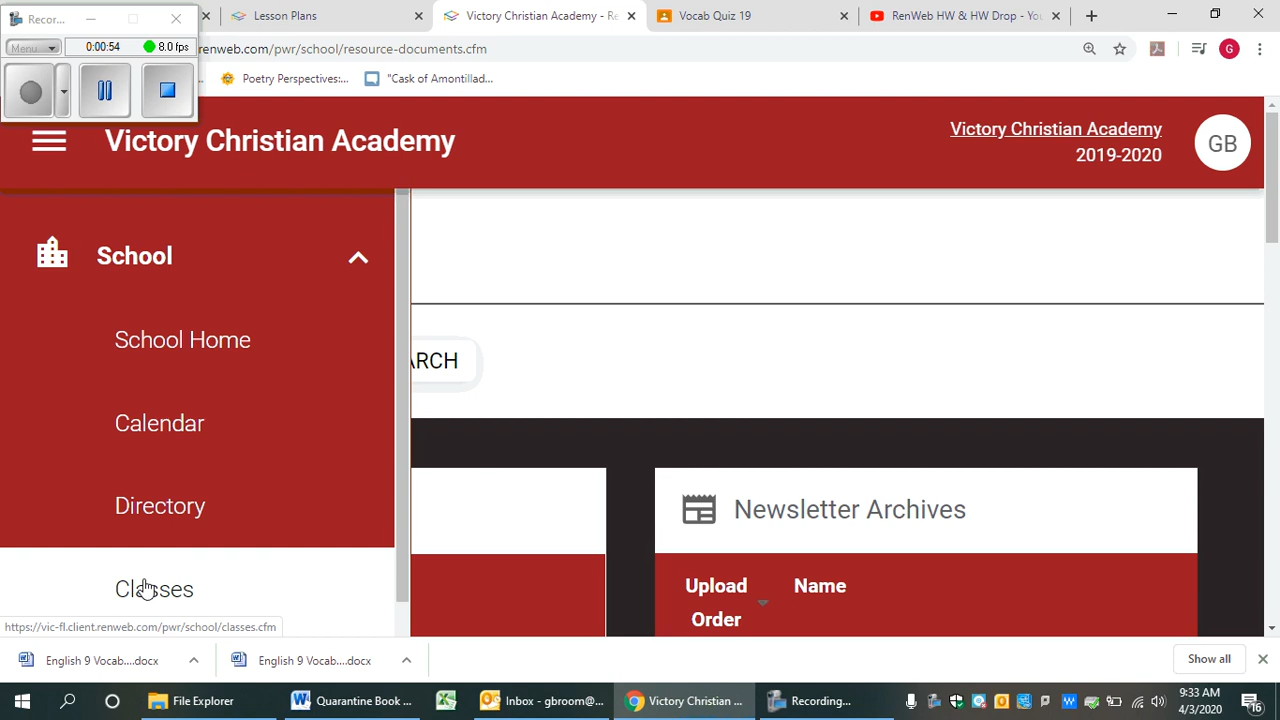 Recor...
Lesson Plans
Victory Christian Academy - Re
Vocab Quiz 19
RenWeb HW & HW Drop - You
Menu
0:00:54
8.0 fps
renweb.com/pwr/school/resource-documents.cfm
G
Poetry Perspectives:...
"Cask of Amontillad...
Victory Christian Academy
Victory Christian Academy
2019-2020
GB
School
School Home
Calendar
ARCH
Directory
Newsletter Archives
Classes
Upload Order
Name
https://vic-fl.client.renweb.com/pwr/school/classes.cfm
English 9 Vocab....docx
English 9 Vocab....docx
Show all
File Explorer
Quarantine Book ...
Inbox - gbroom@...
Victory Christian ...
Recording...
9:33 AM
4/3/2020
16